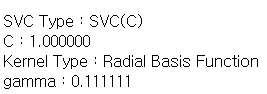 SVC Type : SVC(C)
C : 1.000000
Kernel Type : Radial Basis Function
gamma : 0.111111